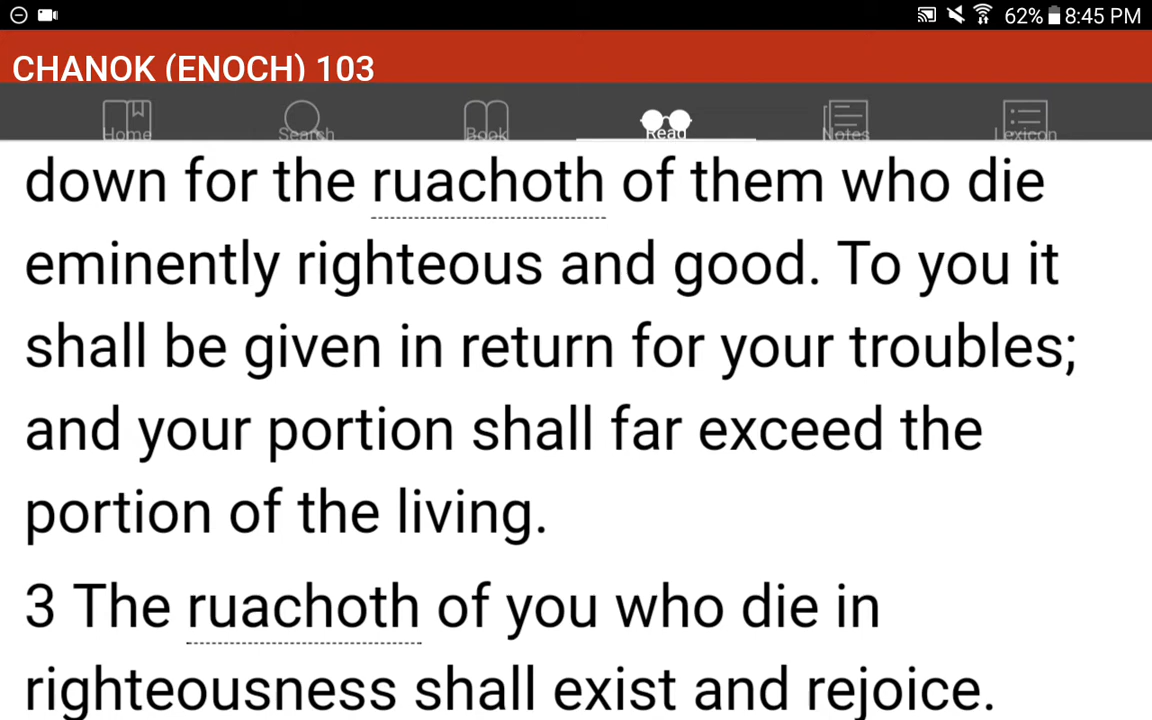 62% 8:45 PM
CHANOK (ENOCH) 103
Home Search Book Read Notes Lexicon
down for the ruachoth of them who die
eminently righteous and good. To you it
shall be given in return for your troubles;
and your portion shall far exceed the
portion of the living.
3 The ruachoth of you who die in
righteousness shall exist and rejoice.